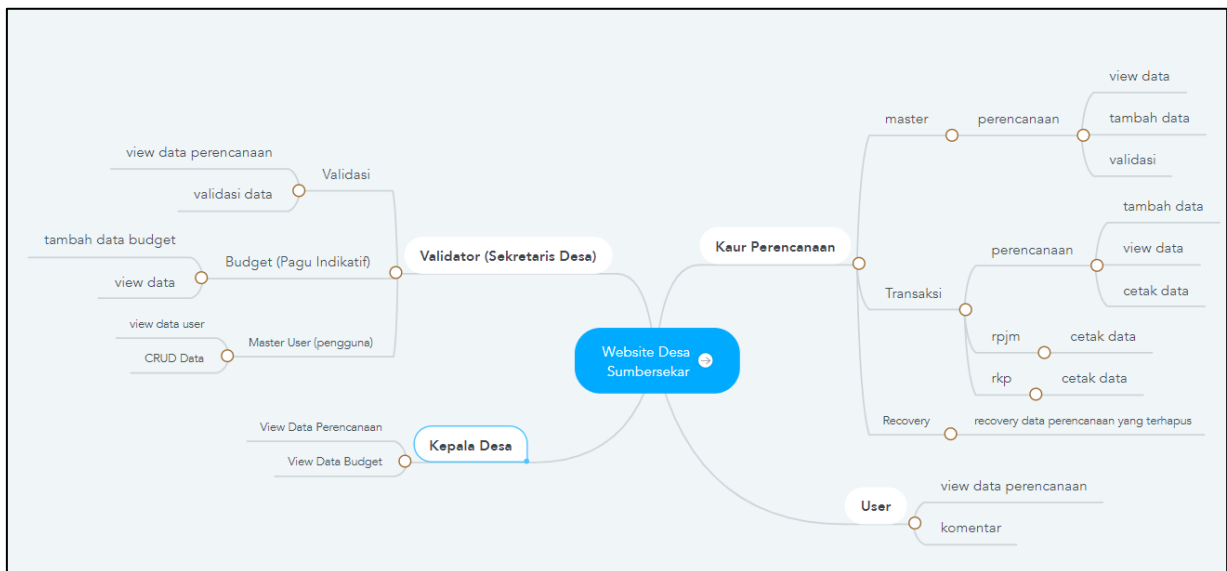 view data perencanaan
validasi data
Validasi
tambah data budget
view data
Budget (Pagu Indikatif)
view data user
CRUD Data
Master User (pengguna)
Validator (Sekretaris Desa)
View Data Perencanaan
View Data Budget
Kepala Desa
Website Desa
Sumbersekar
Kaur Perencanaan
master
perencanaan
view data
tambah data
validasi
Transaksi
perencanaan
tambah data
view data
cetak data
rpjm
cetak data
rkp
cetak data
Recovery
recovery data perencanaan yang terhapus
User
view data perencanaan
komentar